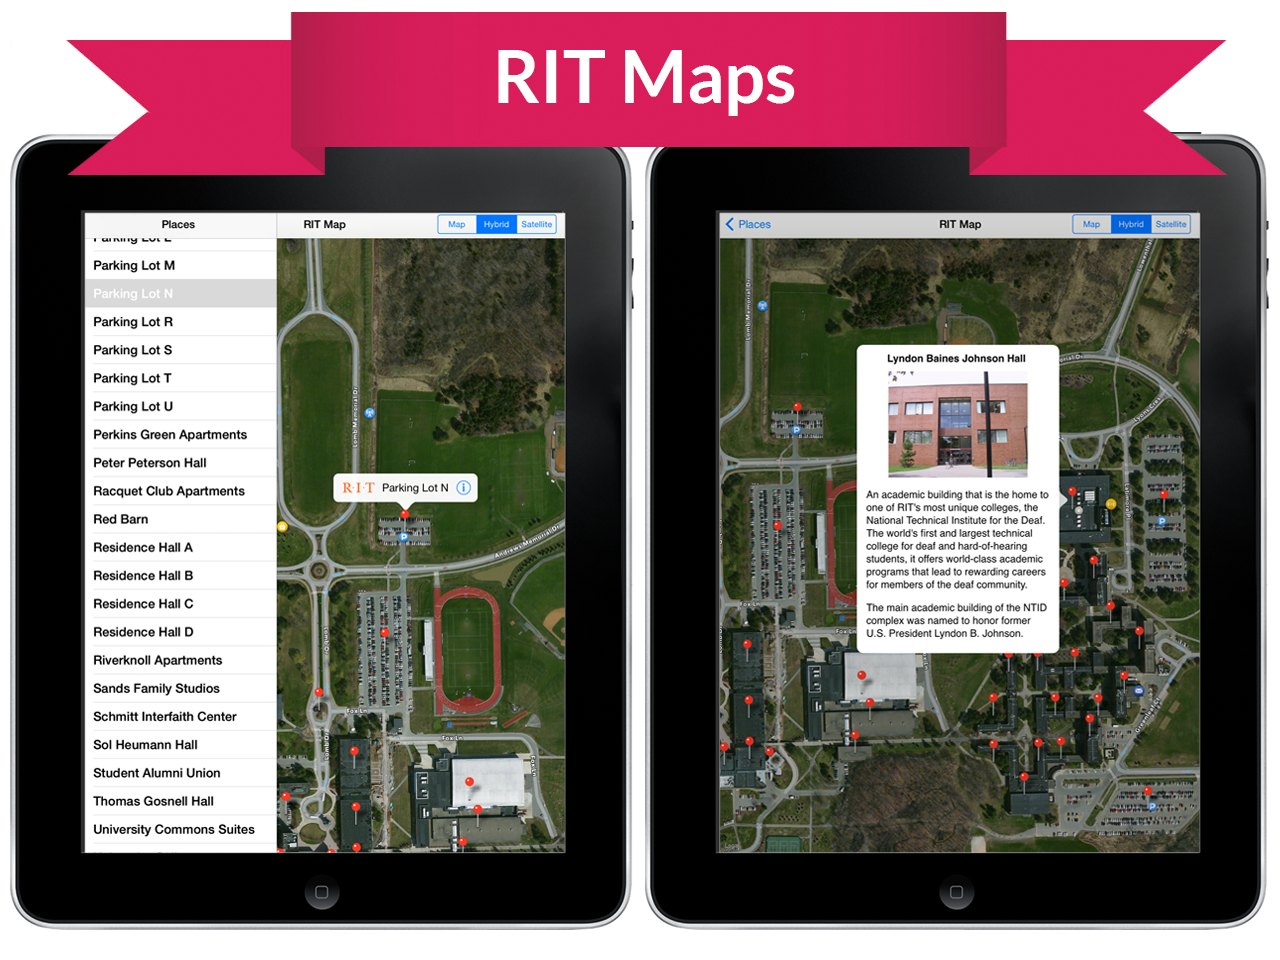 RIT Maps
Places
RIT Map
Map
Hybrid
Satellite
Parking Lot L
Parking Lot M
Parking Lot N
Parking Lot R
Parking Lot S
Parking Lot T
Parking Lot U
Perkins Green Apartments
Peter Peterson Hall
Racquet Club Apartments
Red Barn
Residence Hall A
Residence Hall B
Residence Hall C
Residence Hall D
Riverknoll Apartments
Sands Family Studios
Schmitt Interfaith Center
Sol Heumann Hall
Student Alumni Union
Thomas Gosnell Hall
University Commons Suites
Lomb Memorial Dr
R·I·T Parking Lot N
P
Andrews Memorial Dr
Fox Ln
Fox Ln
Places
RIT Map
Map
Hybrid
Satellite
Lomb Memorial Dr
P
Lyndon Baines Johnson Hall
An academic building that is the home to
one of RIT's most unique colleges, the
National Technical Institute for the Deaf.
The world's first and largest technical
college for deaf and hard-of-hearing
students, it offers world-class academic
programs that lead to rewarding careers
for members of the deaf community.
The main academic building of the NTID
complex was named to honor former
U.S. President Lyndon B. Johnson.
P
Fox Ln
Fox Ln
P